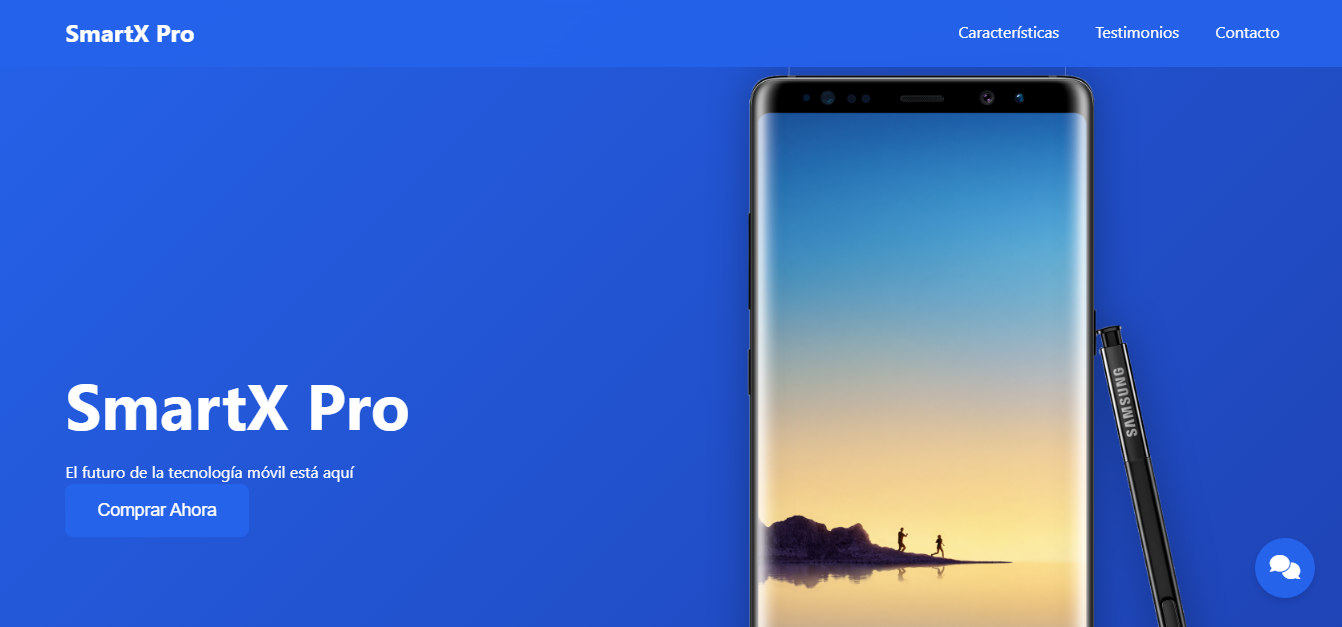 SmartX Pro
Características
Testimonios
Contacto
SmartX Pro
El futuro de la tecnología móvil está aquí
Comprar Ahora
SAMSUNG